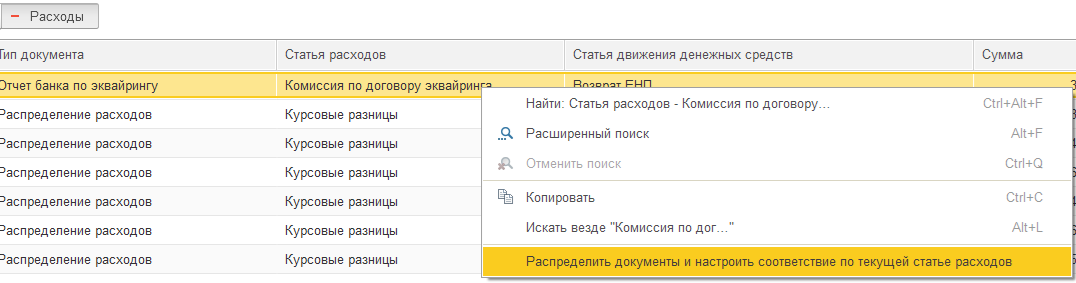 − Расходы
Тип документа Статья расходов Статья движения денежных средств Сумма
Отчет банка по эквайрингу Комиссия по договору эквайринга Возврат ЕНП
Найти: Статья расходов - Комиссия по договору... Ctrl+Alt+F
Распределение расходов Курсовые разницы
Расширенный поиск Alt+F
Распределение расходов Курсовые разницы
Отменить поиск Ctrl+Q
Распределение расходов Курсовые разницы
Копировать Ctrl+C
Распределение расходов Курсовые разницы
Искать везде "Комиссия по дог..." Alt+L
Распределение расходов Курсовые разницы
Распределение расходов Курсовые разницы
Распределить документы и настроить соответствие по текущей статье расходов